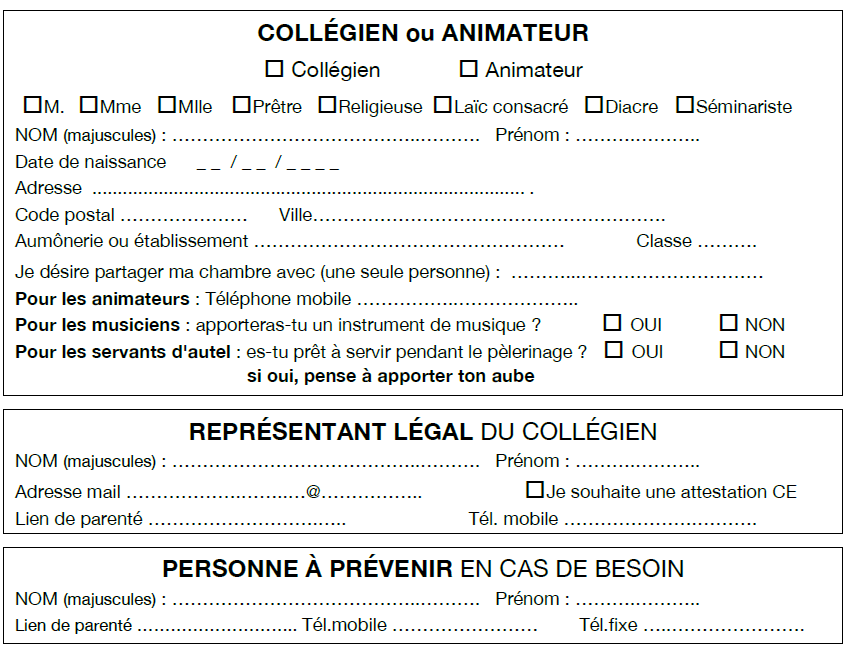 COLLÉGIEN ou ANIMATEUR
☐ Collégien ☐ Animateur
☐M. ☐Mme ☐Mlle ☐Prêtre ☐Religieuse ☐Laïc consacré ☐Diacre ☐Séminariste
NOM (majuscules) : ……………………………………..………. Prénom : ……….………..
Date de naissance _ _ / _ _ / _ _ _ _
Adresse ..................................................................................... .
Code postal ………………… Ville………………………………………………….
Aumônerie ou établissement …………………………………………… Classe ……….
Je désire partager ma chambre avec (une seule personne) : ………...…………………………
Pour les animateurs : Téléphone mobile ……………..………………..
Pour les musiciens : apporteras-tu un instrument de musique ? ☐ OUI ☐ NON
Pour les servants d'autel : es-tu prêt à servir pendant le pèlerinage ? ☐ OUI ☐ NON
si oui, pense à apporter ton aube
REPRÉSENTANT LÉGAL DU COLLÉGIEN
NOM (majuscules) : ……………………………………..………. Prénom : ……….………..
Adresse mail ……………….……..…@…………….. ☐Je souhaite une attestation CE
Lien de parenté ……………………..….. Tél. mobile ………………….……….
PERSONNE À PRÉVENIR EN CAS DE BESOIN
NOM (majuscules) : ……………………………………..………. Prénom : ……….………..
Lien de parenté ................................ Tél.mobile …………………… Tél.fixe …..………………….